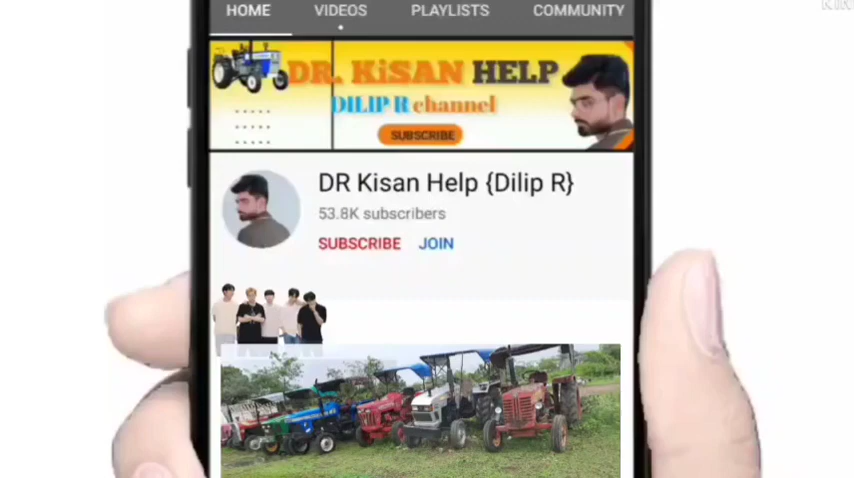 HOME VIDEOS PLAYLISTS COMMUNITY
DR. KiSAN HELP
DILIP R channel
SUBSCRIBE
DR Kisan Help {Dilip R}
53.8K subscribers
SUBSCRIBE JOIN